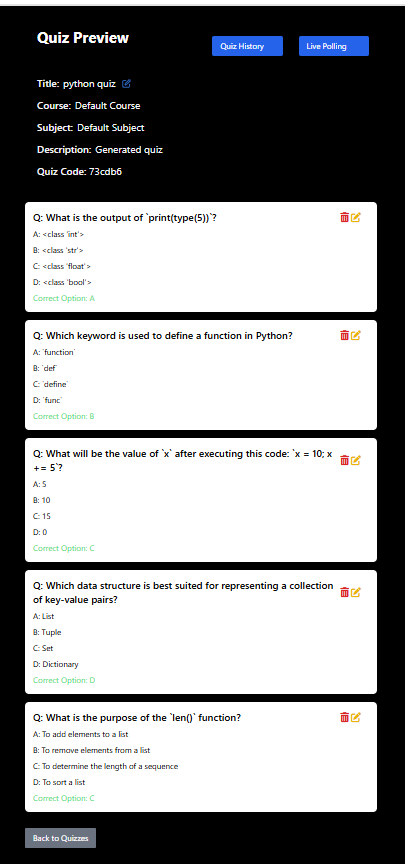 Quiz Preview
Quiz History
Live Polling
Title: python quiz
Course: Default Course
Subject: Default Subject
Description: Generated quiz
Quiz Code: 73cdb6
Q: What is the output of `print(type(5))`?
A: <class 'int'>
B: <class 'str'>
C: <class 'float'>
D: <class 'bool'>
Correct Option: A
Q: Which keyword is used to define a function in Python?
A: `function`
B: `def`
C: `define`
D: `func`
Correct Option: B
Q: What will be the value of `x` after executing this code: `x = 10; x
+= 5`?
A: 5
B: 10
C: 15
D: 0
Correct Option: C
Q: Which data structure is best suited for representing a collection
of key-value pairs?
A: List
B: Tuple
C: Set
D: Dictionary
Correct Option: D
Q: What is the purpose of the `len()` function?
A: To add elements to a list
B: To remove elements from a list
C: To determine the length of a sequence
D: To sort a list
Correct Option: C
Back to Quizzes